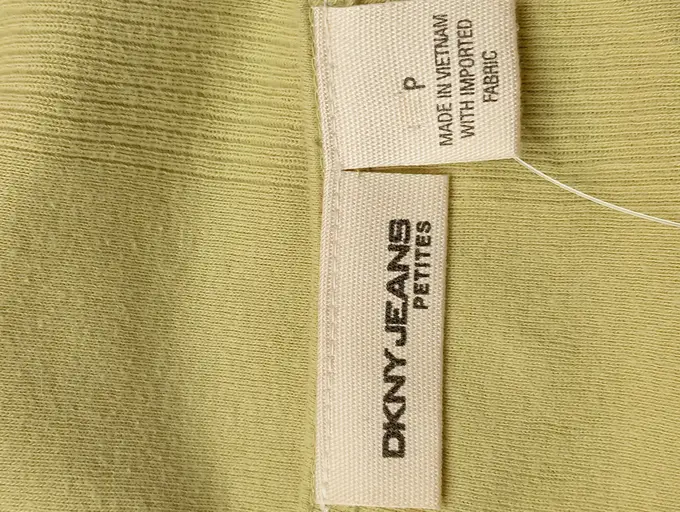 P
MADE IN VIETNAM
WITH IMPORTED
FABRIC
DKNY JEANS
PETITES